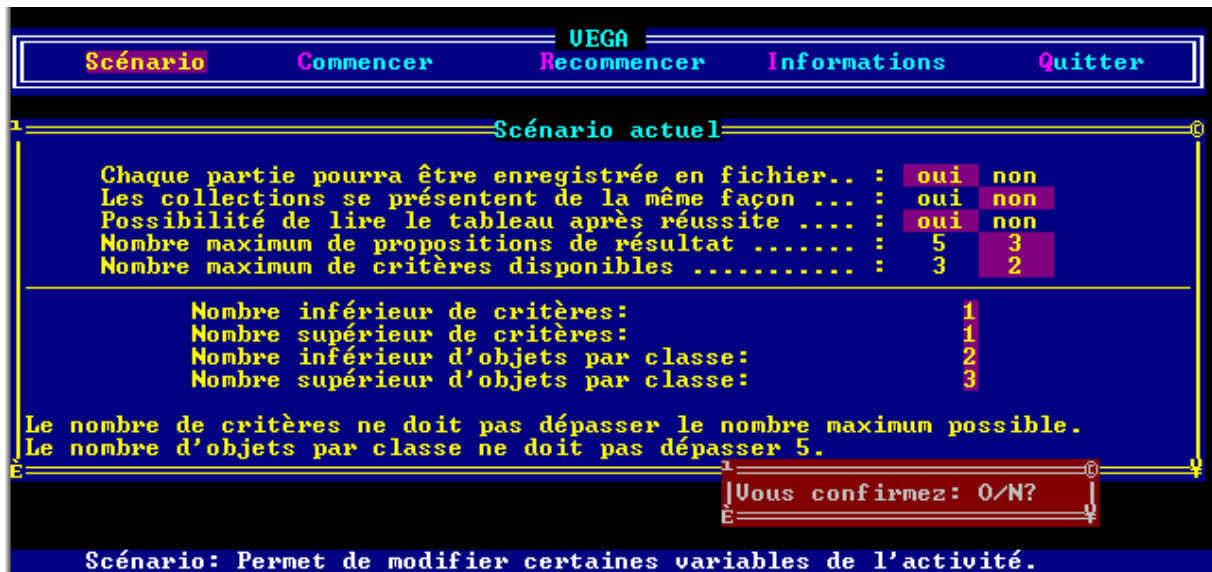 VEGA
Scénario Commencer Recommencer Informations Quitter
Scénario actuel
Chaque partie pourra être enregistrée en fichier.. : oui non
Les collections se présentent de la même façon ... : oui non
Possibilité de lire le tableau après réussite .... : oui non
Nombre maximum de propositions de résultat ....... : 5 3
Nombre maximum de critères disponibles ........... : 3 2
Nombre inférieur de critères: 1
Nombre supérieur de critères: 1
Nombre inférieur d'objets par classe: 2
Nombre supérieur d'objets par classe: 3
Le nombre de critères ne doit pas dépasser le nombre maximum possible.
Le nombre d'objets par classe ne doit pas dépasser 5.
Vous confirmez: O/N?
Scénario: Permet de modifier certaines variables de l'activité.